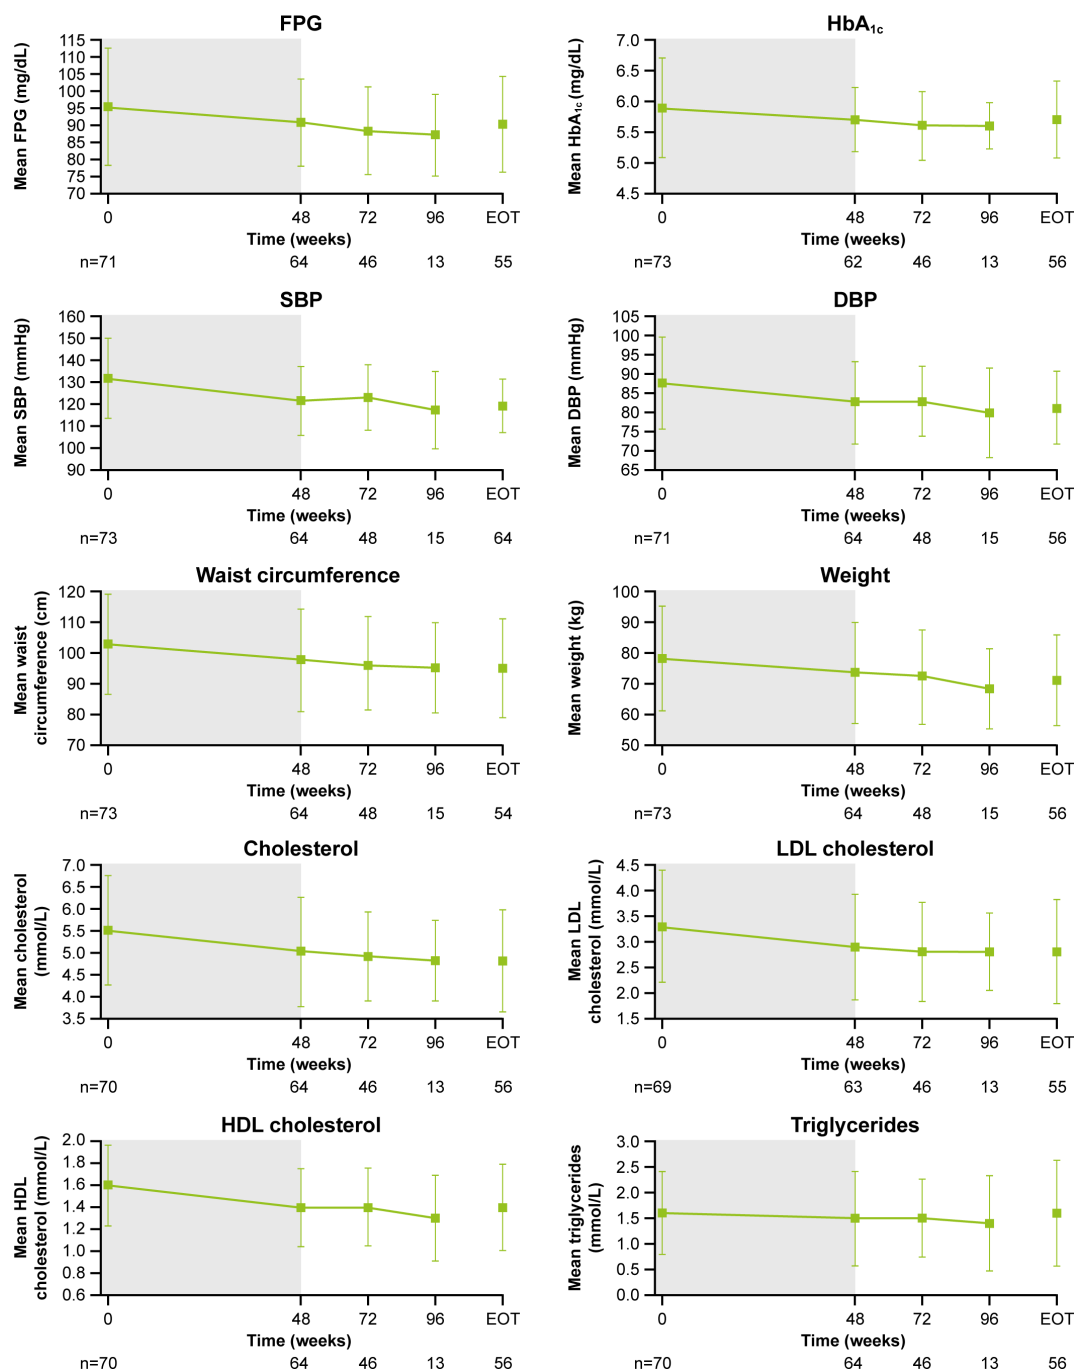 FPG
Mean FPG (mg/dL)
115
110
105
100
95
90
85
80
75
70
0 48 72 96 EOT
Time (weeks)
n=71 64 46 13 55
HbA1c
Mean HbA1c (mg/dL)
7.0
6.5
6.0
5.5
5.0
4.5
0 48 72 96 EOT
Time (weeks)
n=73 62 46 13 56
SBP
Mean SBP (mmHg)
160
150
140
130
120
110
100
90
0 48 72 96 EOT
Time (weeks)
n=73 64 48 15 64
DBP
Mean DBP (mmHg)
105
100
95
90
85
80
75
70
65
0 48 72 96 EOT
Time (weeks)
n=71 64 48 15 56
Waist circumference
Mean waist
circumference (cm)
120
110
100
90
80
70
0 48 72 96 EOT
Time (weeks)
n=73 64 48 15 54
Weight
Mean weight (kg)
100
90
80
70
60
50
0 48 72 96 EOT
Time (weeks)
n=73 64 48 15 56
Cholesterol
Mean cholesterol
(mmol/L)
7.0
6.5
6.0
5.5
5.0
4.5
4.0
3.5
0 48 72 96 EOT
Time (weeks)
n=70 64 46 13 56
LDL cholesterol
Mean LDL
cholesterol (mmol/L)
4.5
4.0
3.5
3.0
2.5
2.0
1.5
0 48 72 96 EOT
Time (weeks)
n=69 63 46 13 55
HDL cholesterol
Mean HDL
cholesterol (mmol/L)
2.0
1.8
1.6
1.4
1.2
1.0
0.8
0.6
0 48 72 96 EOT
Time (weeks)
n=70 64 46 13 56
Triglycerides
Mean triglycerides
(mmol/L)
3.0
2.5
2.0
1.5
1.0
0.5
0.0
0 48 72 96 EOT
Time (weeks)
n=70 64 46 13 56